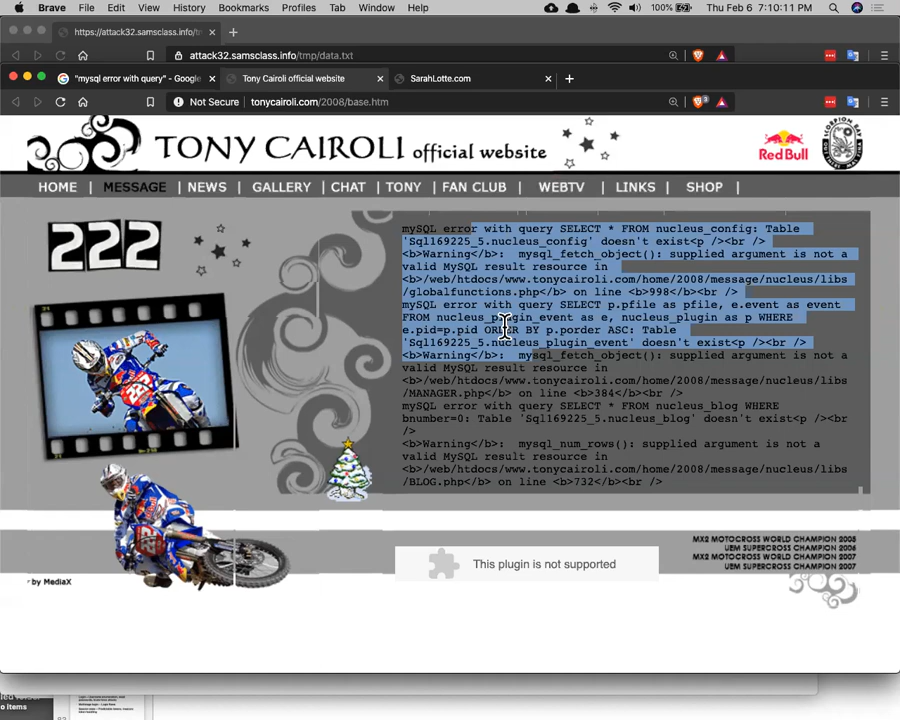 Brave File Edit View History Bookmarks Profiles Tab Window Help 100% Thu Feb 6 7:10:11 PM
https://attack32.samsclass.info/tm × +
attack32.samsclass.info/tmp/data.txt
"mysql error with query" - Google × Tony Cairoli official website × SarahLotte.com × +
Not Secure tonycairoli.com/2008/base.htm 3
TONY CAIROLI official website
Red Bull
HOME | MESSAGE | NEWS | GALLERY | CHAT | TONY | FAN CLUB | WEBTV | LINKS | SHOP |
222
mySQL error with query SELECT * FROM nucleus_config: Table
'Sql169225_5.nucleus_config' doesn't exist<p /><br />
<b>Warning</b>: mysql_fetch_object(): supplied argument is not a
valid MySQL result resource in
<b>/web/htdocs/www.tonycairoli.com/home/2008/message/nucleus/libs
/globalfunctions.php</b> on line <b>998</b><br />
mySQL error with query SELECT p.pfile as pfile, e.event as event
FROM nucleus_plugin_event as e, nucleus_plugin as p WHERE
e.pid=p.pid ORDER BY p.porder ASC: Table
'Sql169225_5.nucleus_plugin_event' doesn't exist<p /><br />
<b>Warning</b>: mysql_fetch_object(): supplied argument is not a
valid MySQL result resource in
<b>/web/htdocs/www.tonycairoli.com/home/2008/message/nucleus/libs
/MANAGER.php</b> on line <b>384</b><br />
mySQL error with query SELECT * FROM nucleus_blog WHERE
bnumber=0: Table 'Sql169225_5.nucleus_blog' doesn't exist<p /><br
/>
<b>Warning</b>: mysql_num_rows(): supplied argument is not a
valid MySQL result resource in
<b>/web/htdocs/www.tonycairoli.com/home/2008/message/nucleus/libs
/BLOG.php</b> on line <b>732</b><br />
This plugin is not supported
MX2 MOTOCROSS WORLD CHAMPION 2005
UEM SUPERCROSS CHAMPION 2006
MX2 MOTOCROSS WORLD CHAMPION 2007
UEM SUPERCROSS CHAMPION 2007
by MediaX